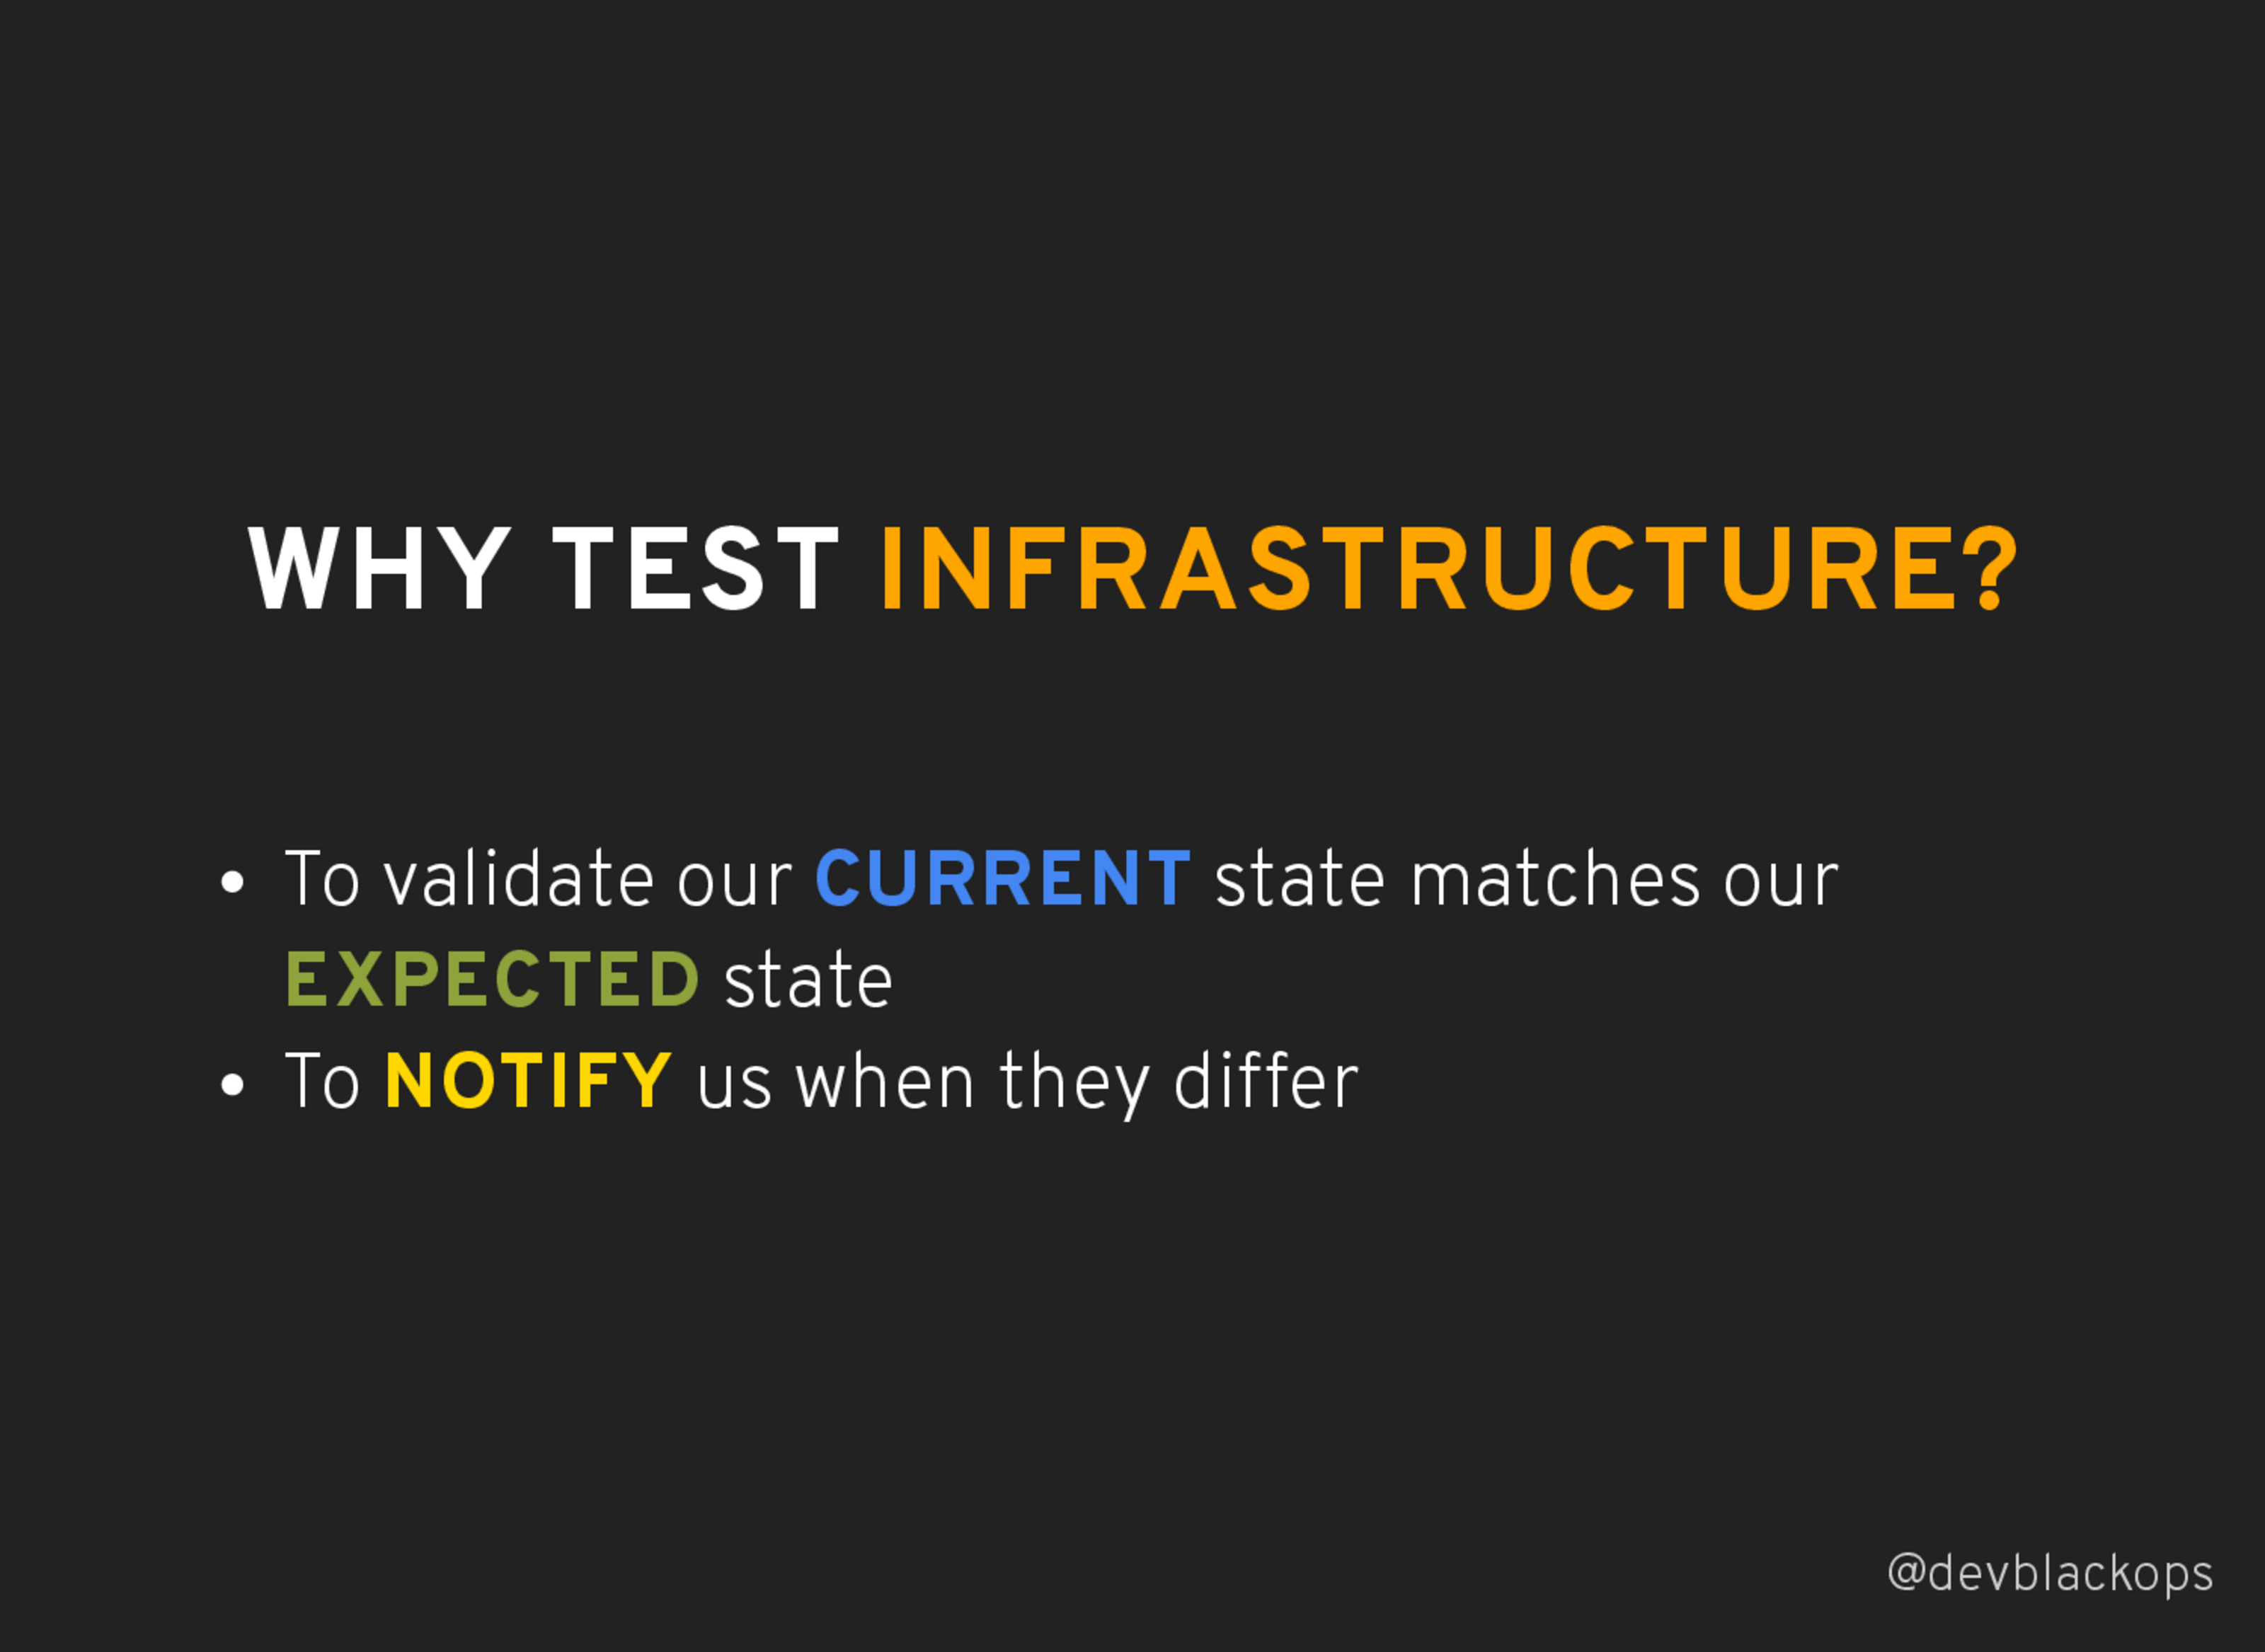 WHY TEST INFRASTRUCTURE?
• To validate our CURRENT state matches our
EXPECTED state
• To NOTIFY us when they differ
@devblackops